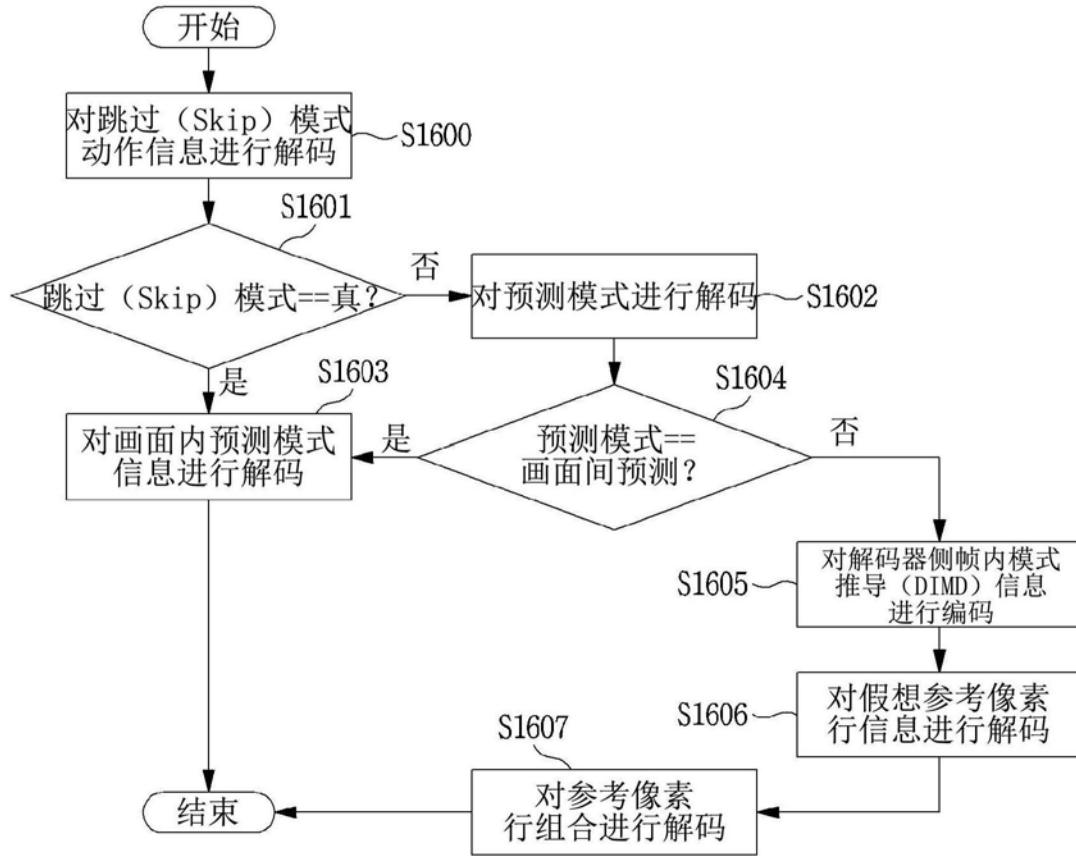 开始
对跳过（Skip）模式
动作信息进行解码
S1600
S1601
跳过（Skip）模式==真？
否
对预测模式进行解码
S1602
是
S1603
对画面内预测模式
信息进行解码
是
S1604
预测模式==
画面间预测？
否
对解码器侧帧内模式
推导（DIMD）信息
进行编码
S1605
对假想参考像素
行信息进行解码
S1606
S1607
对参考像素
行组合进行解码
结束